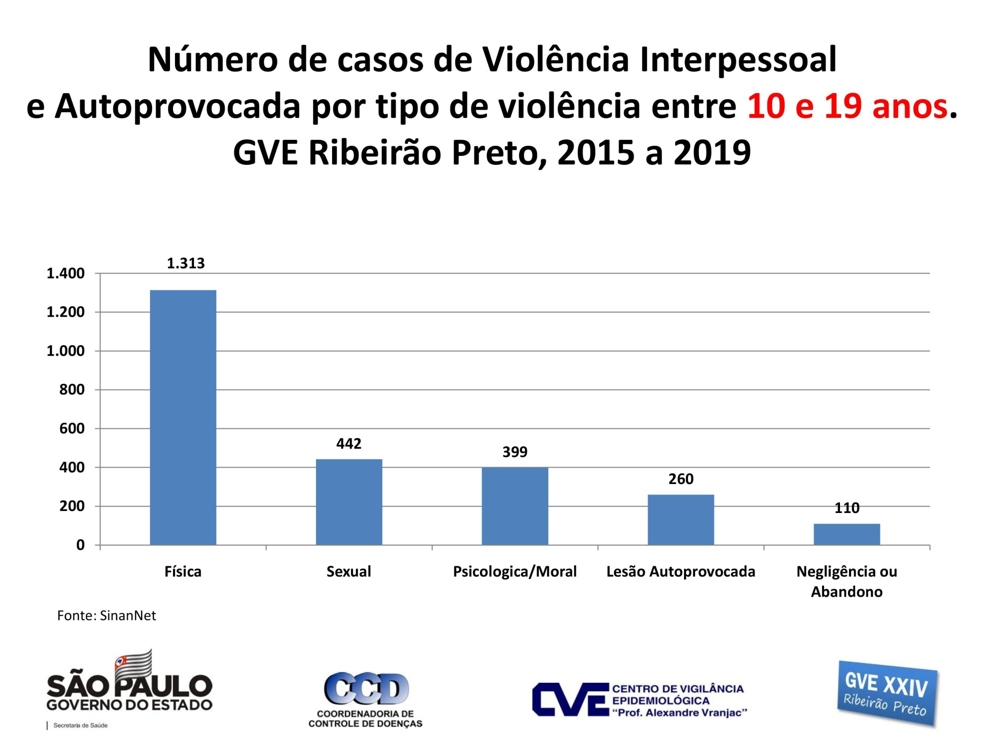 Número de casos de Violência Interpessoal
e Autoprovocada por tipo de violência entre 10 e 19 anos.
GVE Ribeirão Preto, 2015 a 2019
1.313
1.400
1.200
1.000
800
600
442
399
400
260
200
110
0
Física
Sexual
Psicologica/Moral
Lesão Autoprovocada
Negligência ou
Abandono
Fonte: SinanNet
SÃO PAULO
GOVERNO DO ESTADO
Secretaria de Saúde
CCD
COORDENADORIA DE
CONTROLE DE DOENÇAS
CVE
CENTRO DE VIGILÂNCIA
EPIDEMIOLÓGICA
“Prof. Alexandre Vranjac”
GVE XXIV
Ribeirão Preto